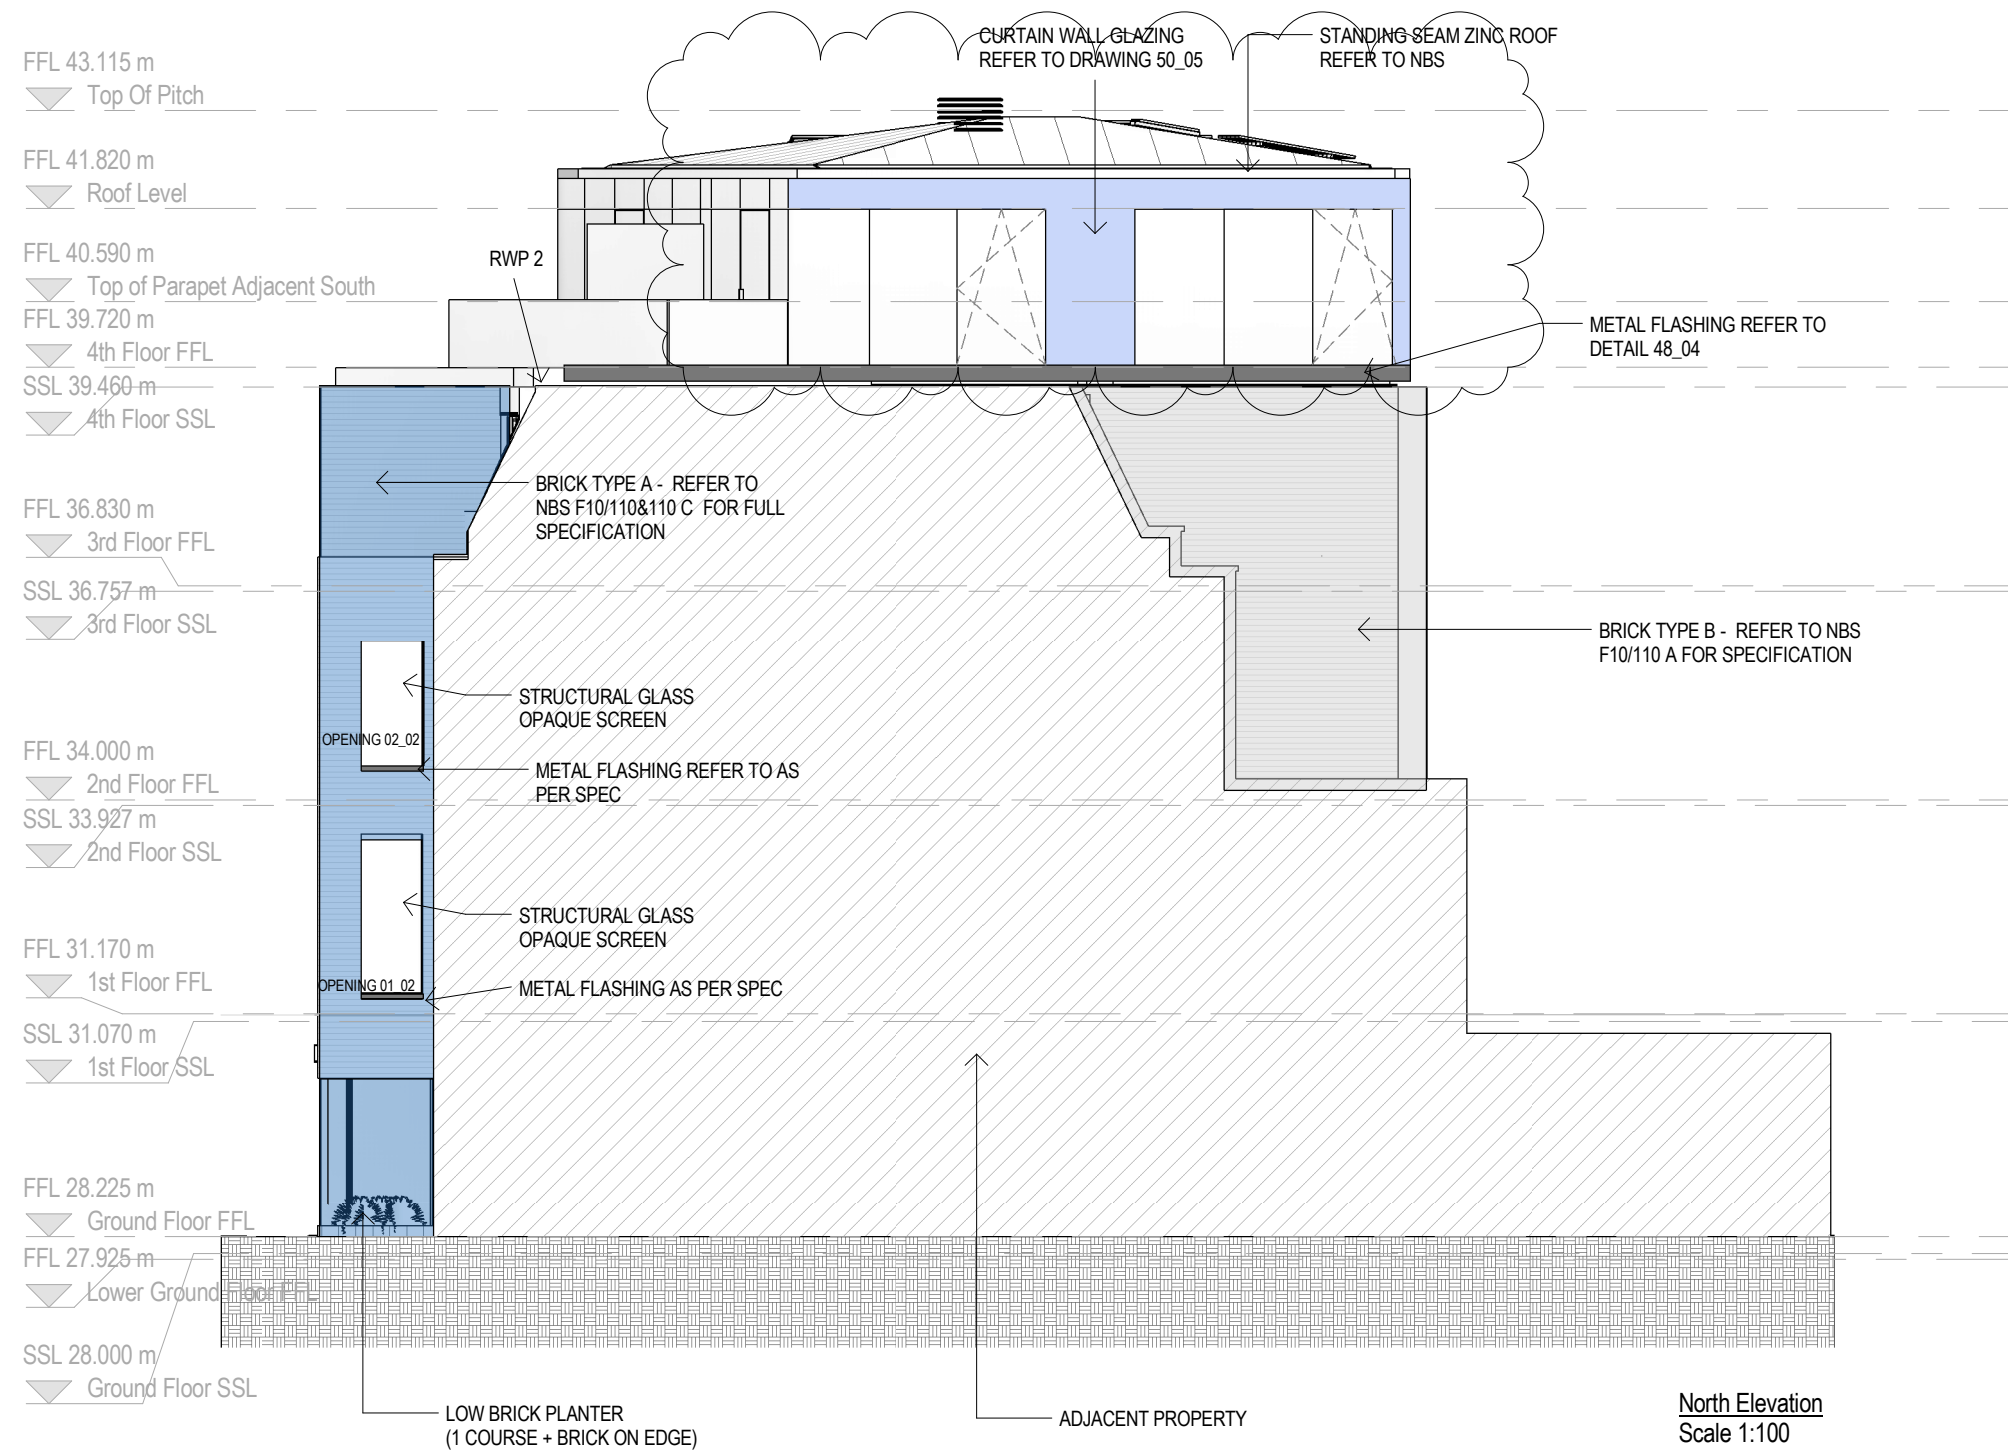 FFL 43.115 m
Top Of Pitch
FFL 41.820 m
Roof Level
FFL 40.590 m
Top of Parapet Adjacent South
FFL 39.720 m
4th Floor FFL
SSL 39.460 m
4th Floor SSL
FFL 36.830 m
3rd Floor FFL
SSL 36.757 m
3rd Floor SSL
FFL 34.000 m
2nd Floor FFL
SSL 33.927 m
2nd Floor SSL
FFL 31.170 m
1st Floor FFL
SSL 31.070 m
1st Floor SSL
FFL 28.225 m
Ground Floor FFL
FFL 27.925 m
Lower Ground Floor FFL
SSL 28.000 m
Ground Floor SSL
CURTAIN WALL GLAZING
REFER TO DRAWING 50_05
STANDING SEAM ZINC ROOF
REFER TO NBS
RWP 2
METAL FLASHING REFER TO
DETAIL 48_04
BRICK TYPE A - REFER TO
NBS F10/110&110 C FOR FULL
SPECIFICATION
BRICK TYPE B - REFER TO NBS
F10/110 A FOR SPECIFICATION
STRUCTURAL GLASS
OPAQUE SCREEN
OPENING 02_02
METAL FLASHING REFER TO AS
PER SPEC
STRUCTURAL GLASS
OPAQUE SCREEN
OPENING 01_02
METAL FLASHING AS PER SPEC
LOW BRICK PLANTER
(1 COURSE + BRICK ON EDGE)
ADJACENT PROPERTY
North Elevation
Scale 1:100